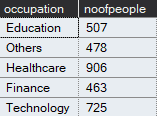 occupation noofpeople
Education 507
Others 478
Healthcare 906
Finance 463
Technology 725